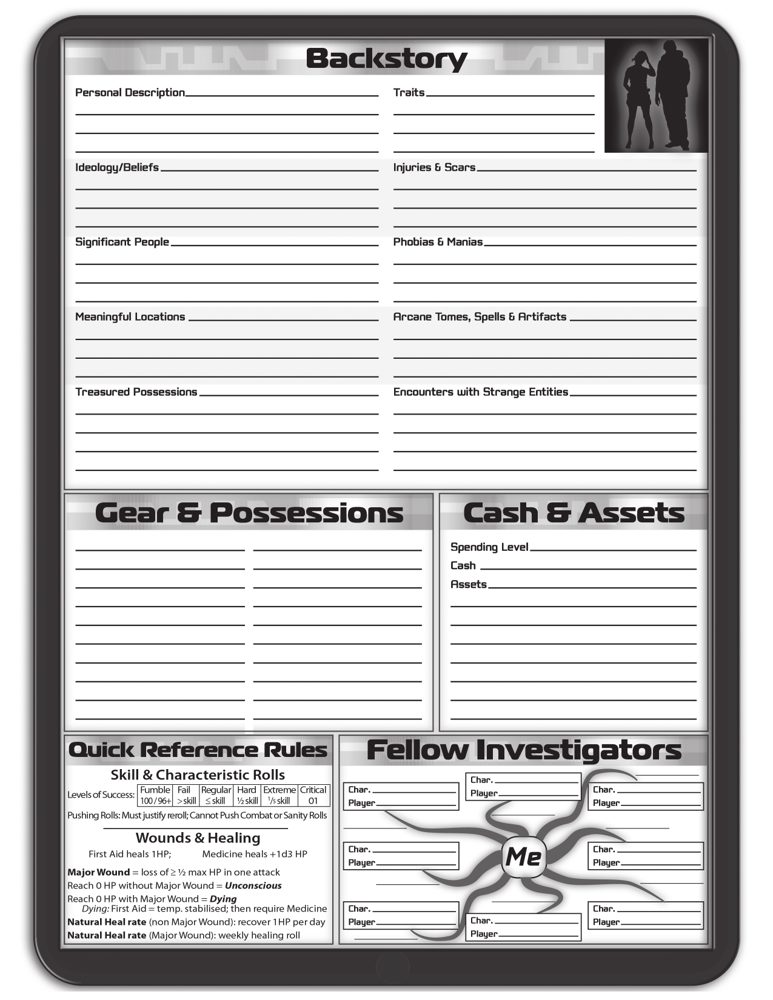 Backstory
Personal Description
Traits
Ideology/Beliefs
Injuries & Scars
Significant People
Phobias & Manias
Meaningful Locations
Arcane Tomes, Spells & Artifacts
Treasured Possessions
Encounters with Strange Entities
Gear & Possessions
Cash & Assets
Spending Level
Cash
Assets
Quick Reference Rules
Skill & Characteristic Rolls
Levels of Success: Fumble Fail Regular Hard Extreme Critical
100/96+ >skill ≤skill ½ skill ⅕ skill 01
Pushing Rolls: Must justify reroll; Cannot Push Combat or Sanity Rolls
Wounds & Healing
First Aid heals 1HP; Medicine heals +1d3 HP
Major Wound = loss of ≥ ½ max HP in one attack
Reach 0 HP without Major Wound = Unconscious
Reach 0 HP with Major Wound = Dying
Dying: First Aid = temp. stabilised; then require Medicine
Natural Heal rate (non Major Wound): recover 1HP per day
Natural Heal rate (Major Wound): weekly healing roll
Fellow Investigators
Char.
Player
Char.
Player
Char.
Player
Char.
Player
Me
Char.
Player
Char.
Player
Char.
Player
Char.
Player